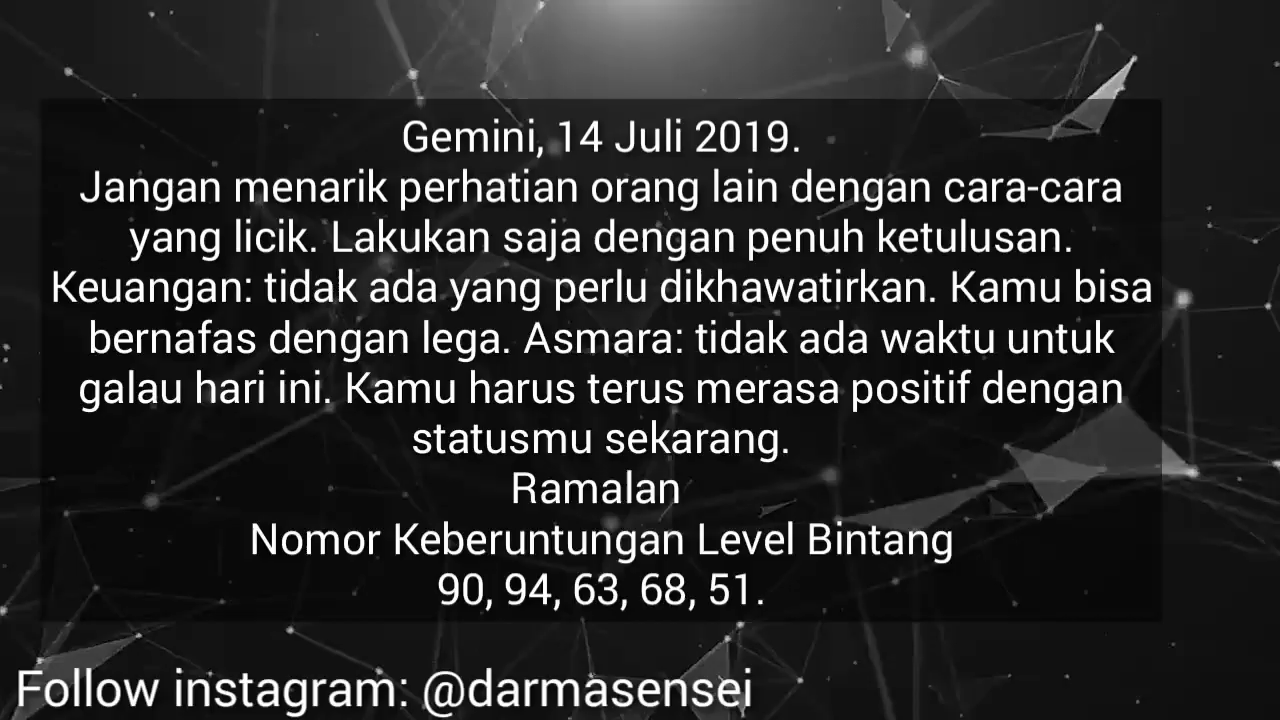 Gemini, 14 Juli 2019.
Jangan menarik perhatian orang lain dengan cara-cara
yang licik. Lakukan saja dengan penuh ketulusan.
Keuangan: tidak ada yang perlu dikhawatirkan. Kamu bisa
bernafas dengan lega. Asmara: tidak ada waktu untuk
galau hari ini. Kamu harus terus merasa positif dengan
statusmu sekarang.
Ramalan
Nomor Keberuntungan Level Bintang
90, 94, 63, 68, 51.
Follow instagram: @darmasensei